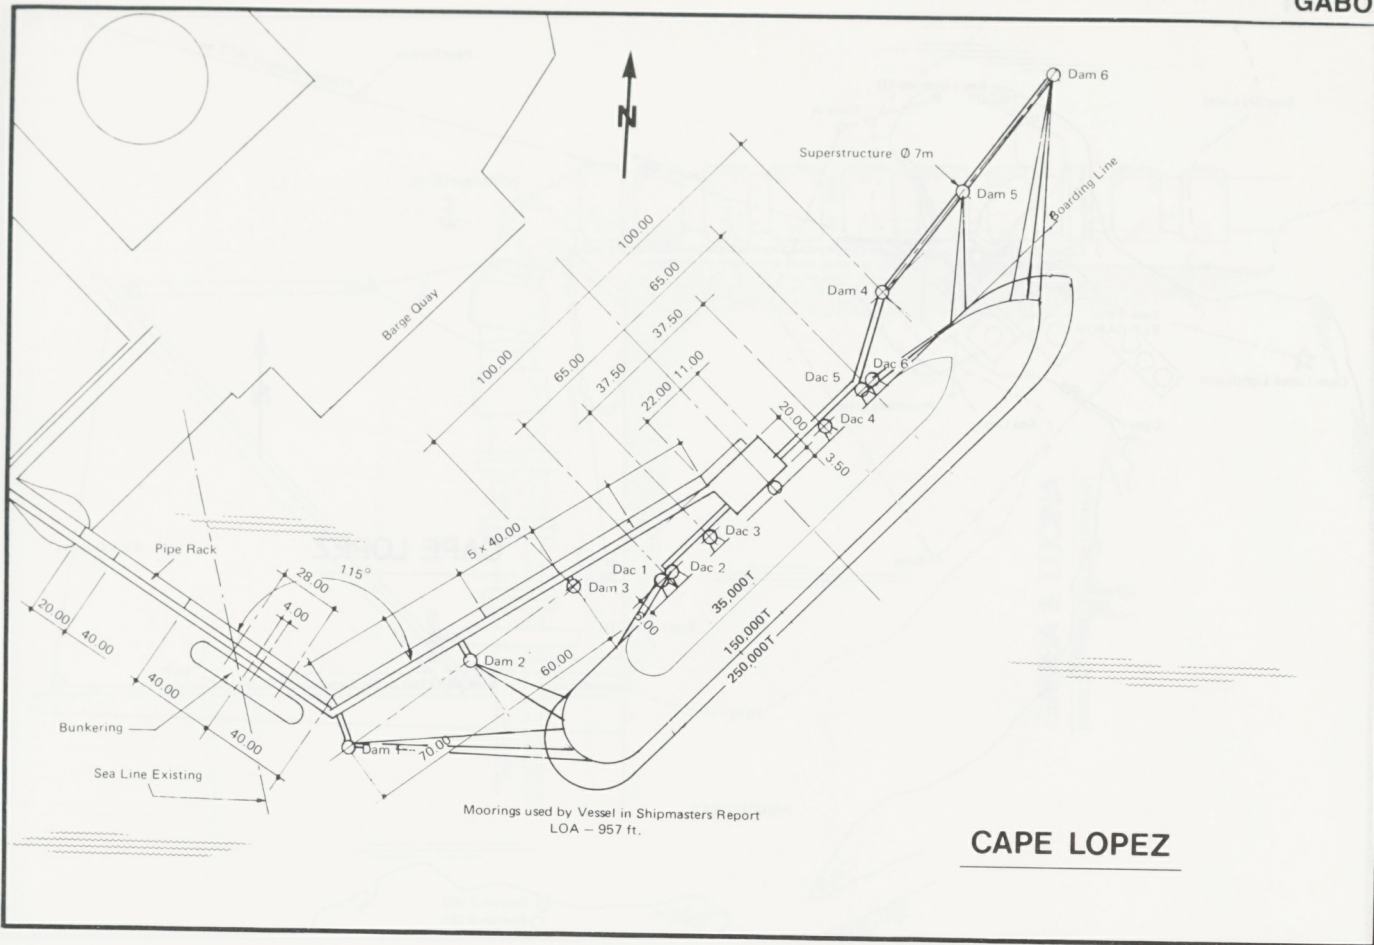 GABO
N
Dam 6
Superstructure Ø 7m
Dam 5
Boarding Line
100.00
65.00
Dam 4
37.50
Barge Quay
100.00
65.00
37.50
22.00
11.00
Dac 6
Dac 5
20.00
Dac 4
3.50
5 x 40.00
Dac 3
Pipe Rack
28.00
115°
Dac 1
Dac 2
Dam 3
4.00
20.00
40.00
5.00
35,000T
150,000T
250,000T
60.00
Dam 2
40.00
Bunkering
40.00
Dam 1
70.00
Sea Line Existing
Moorings used by Vessel in Shipmasters Report
LOA – 957 ft.
CAPE LOPEZ